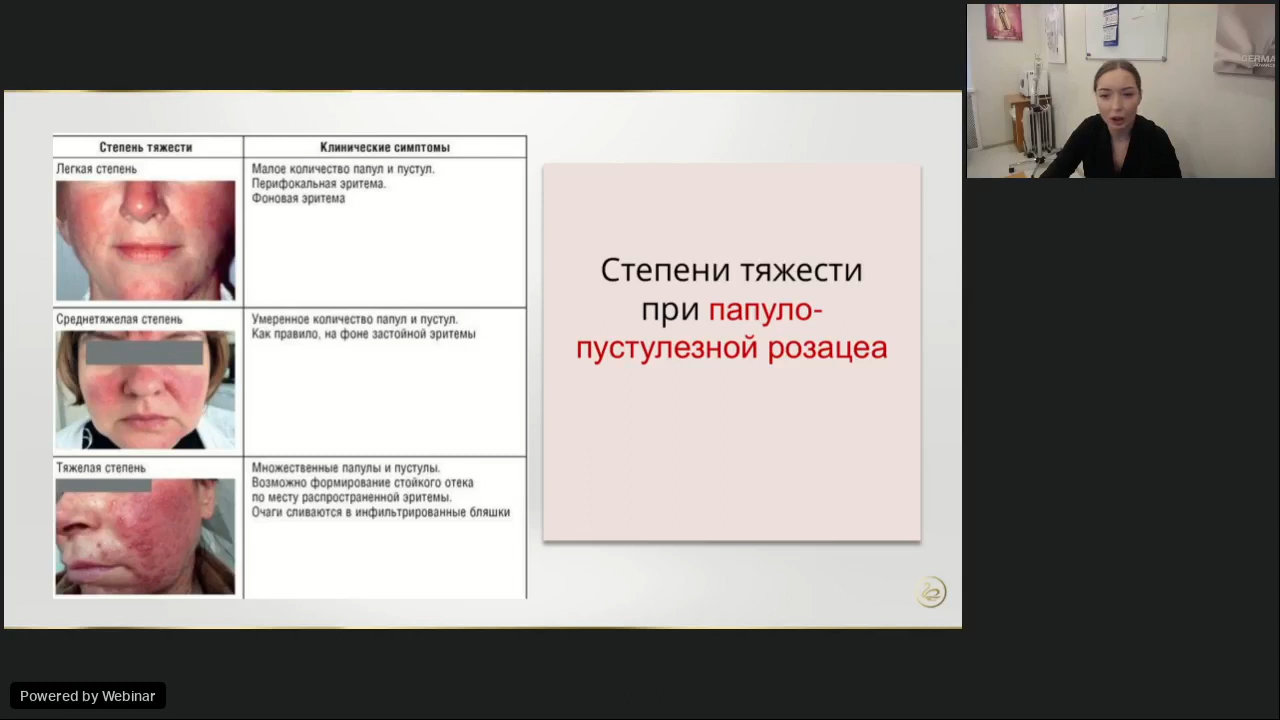 Степень тяжести
Клинические симптомы
Легкая степень
Малое количество папул и пустул.
Перифокальная эритема.
Фоновая эритема
Среднетяжелая степень
Умеренное количество папул и пустул.
Как правило, на фоне застойной эритемы
Тяжелая степень
Множественные папулы и пустулы.
Возможно формирование стойкого отека
по месту распространенной эритемы.
Очаги сливаются в инфильтрированные бляшки
Степени тяжести
при папуло-
пустулезной розацеа
Powered by Webinar